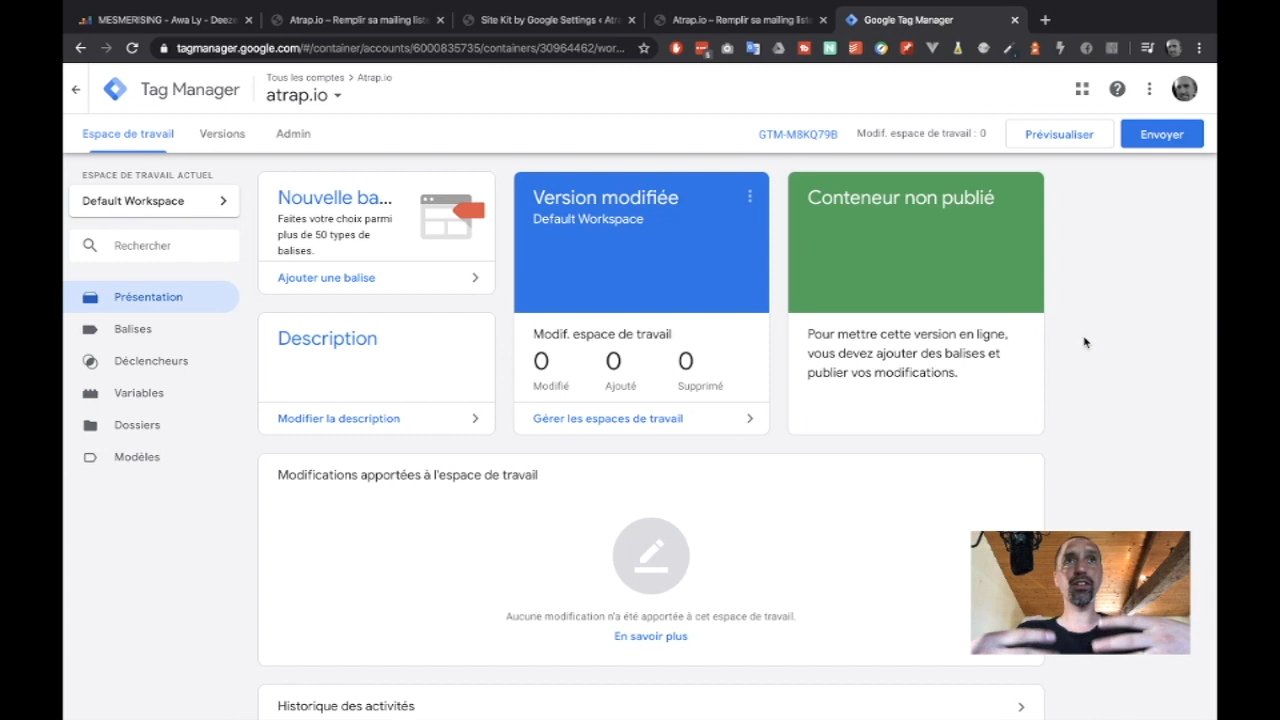 MESMERISING - Awa Ly - Deeze
Atrap.io – Remplir sa mailing liste
Site Kit by Google Settings ‹ Atra
Atrap.io – Remplir sa mailing liste
Google Tag Manager
tagmanager.google.com/#/container/accounts/6000835735/containers/30964462/wor...
Tag Manager
Tous les comptes > Atrap.io
atrap.io
Espace de travail
Versions
Admin
GTM-M8KQ79B
Modif. espace de travail : 0
Prévisualiser
Envoyer
ESPACE DE TRAVAIL ACTUEL
Default Workspace
Rechercher
Présentation
Balises
Déclencheurs
Variables
Dossiers
Modèles
Nouvelle ba...
Faites votre choix parmi
plus de 50 types de
balises.
Ajouter une balise
Description
Modifier la description
Version modifiée
Default Workspace
Modif. espace de travail
0 0 0
Modifié Ajouté Supprimé
Gérer les espaces de travail
Conteneur non publié
Pour mettre cette version en ligne,
vous devez ajouter des balises et
publier vos modifications.
Modifications apportées à l'espace de travail
Aucune modification n'a été apportée à cet espace de travail.
En savoir plus
Historique des activités